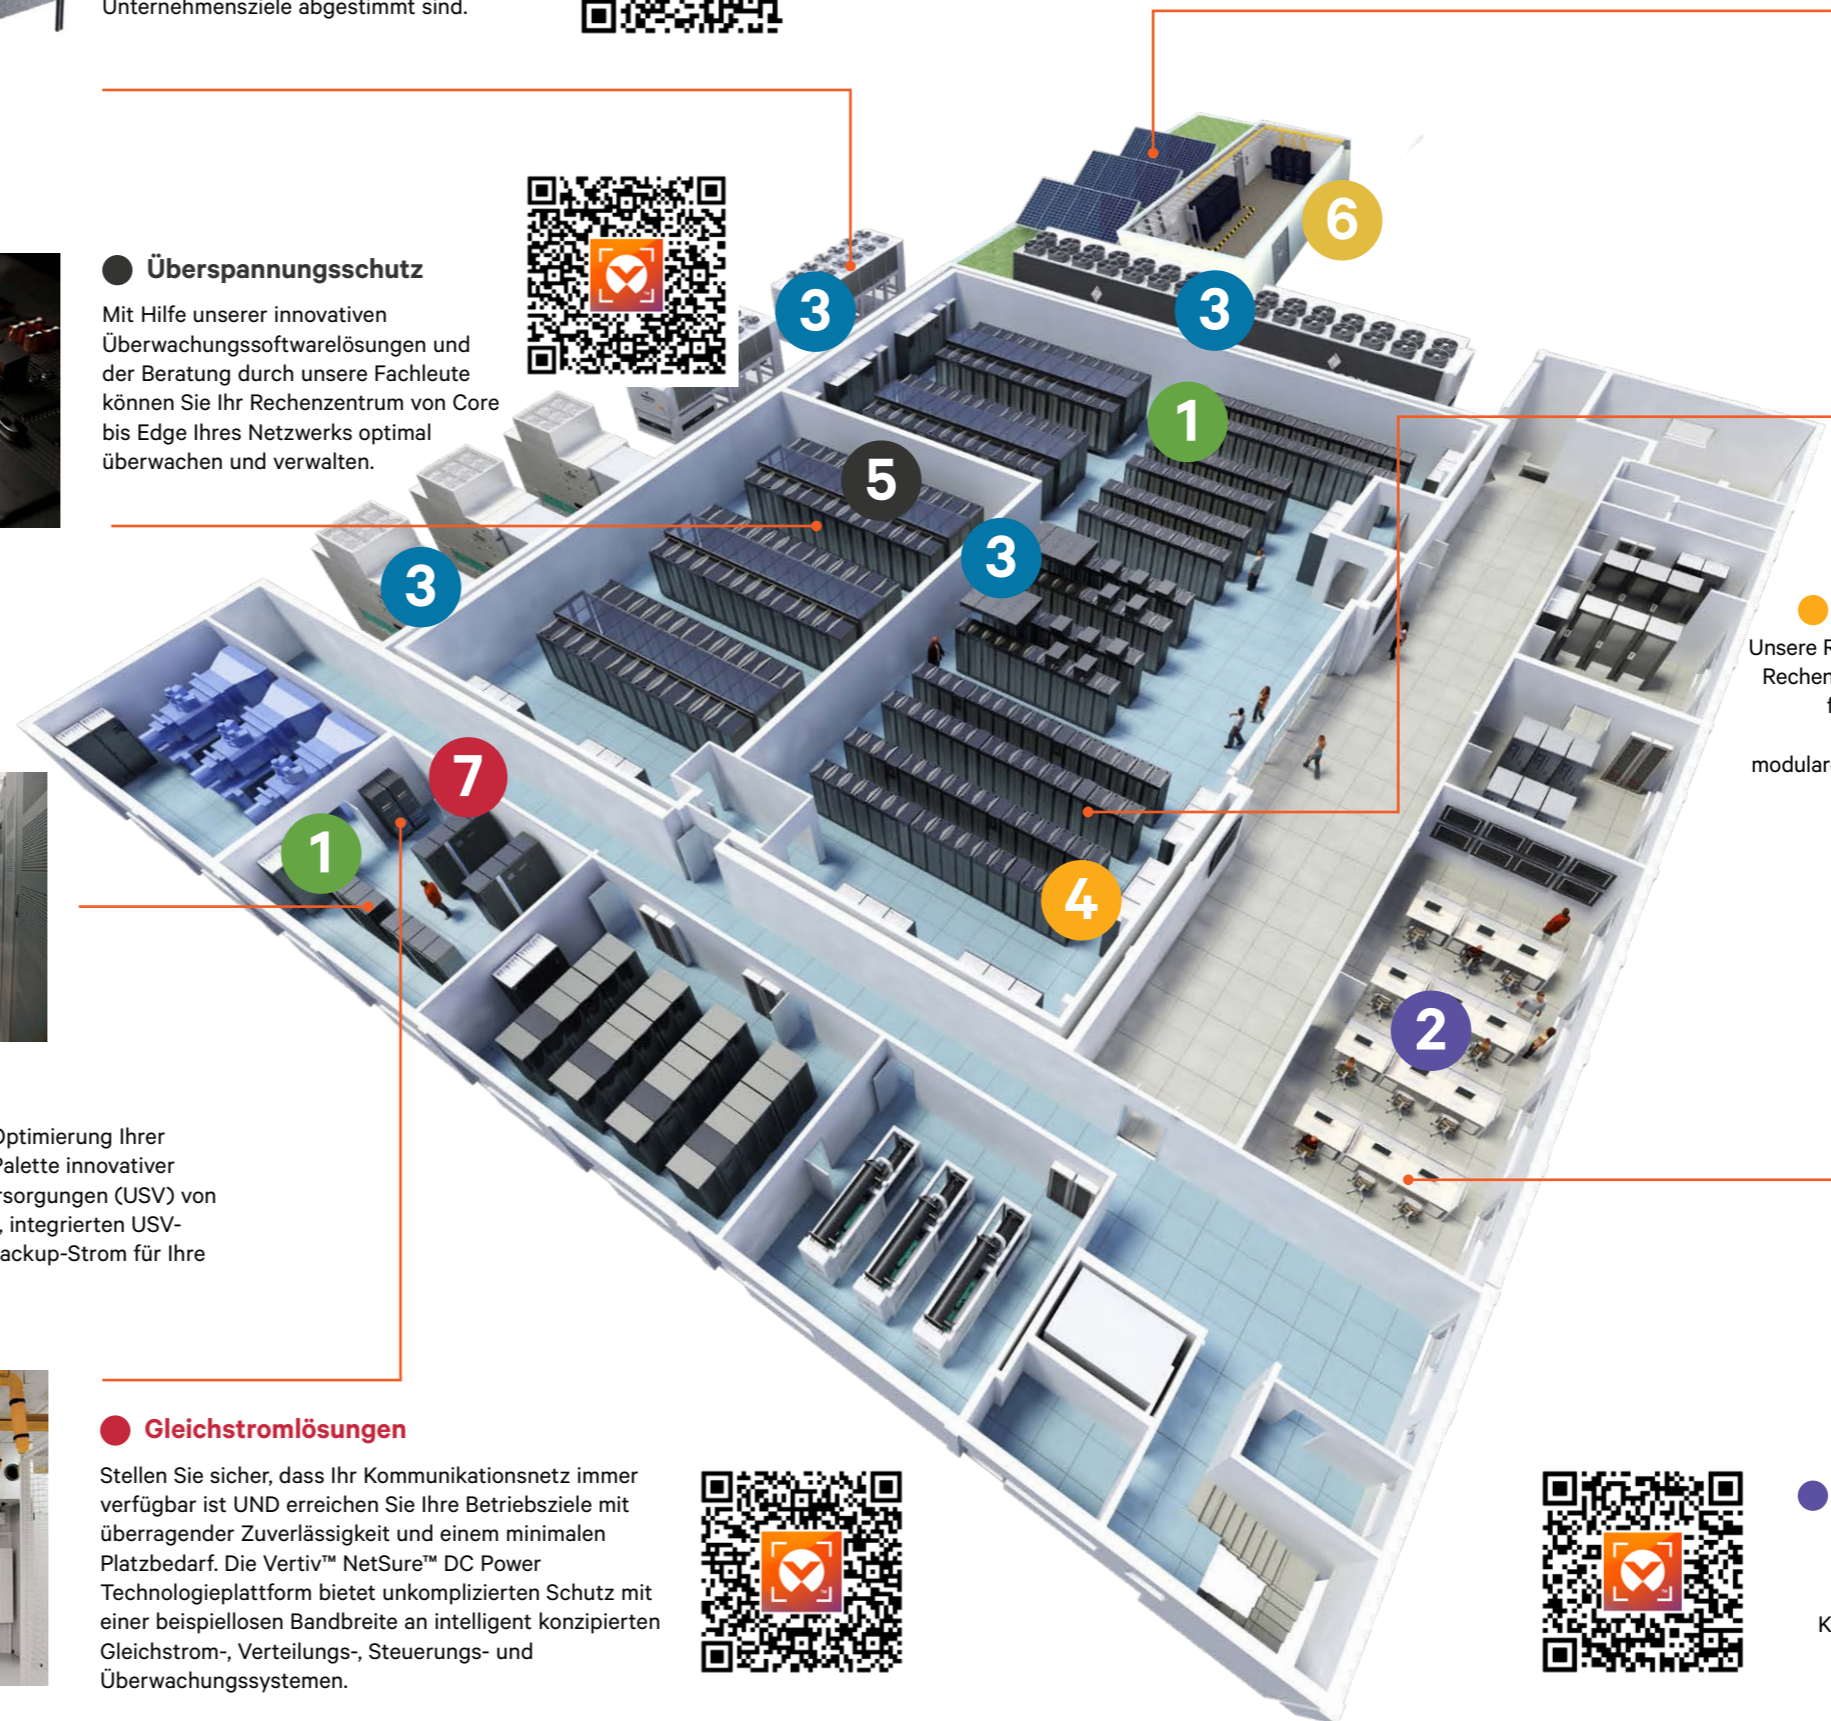 Unternehmensziele abgestimmt sind.
Überspannungsschutz
Mit Hilfe unserer innovativen
Überwachungssoftwarelösungen und
der Beratung durch unsere Fachleute
können Sie Ihr Rechenzentrum von Core
bis Edge Ihres Netzwerks optimal
überwachen und verwalten.
6
3
3
1
5
3
3
Unsere
Rechen
modular
7
1
4
2
Optimierung Ihrer
Palette innovativer
rsorgungen (USV) von
, integrierten USV-
Backup-Strom für Ihre
Gleichstromlösungen
Stellen Sie sicher, dass Ihr Kommunikationsnetz immer
verfügbar ist UND erreichen Sie Ihre Betriebsziele mit
überragender Zuverlässigkeit und einem minimalen
Platzbedarf. Die Vertiv™ NetSure™ DC Power
Technologieplattform bietet unkomplizierten Schutz mit
einer beispiellosen Bandbreite an intelligent konzipierten
Gleichstrom-, Verteilungs-, Steuerungs- und
Überwachungssystemen.
K